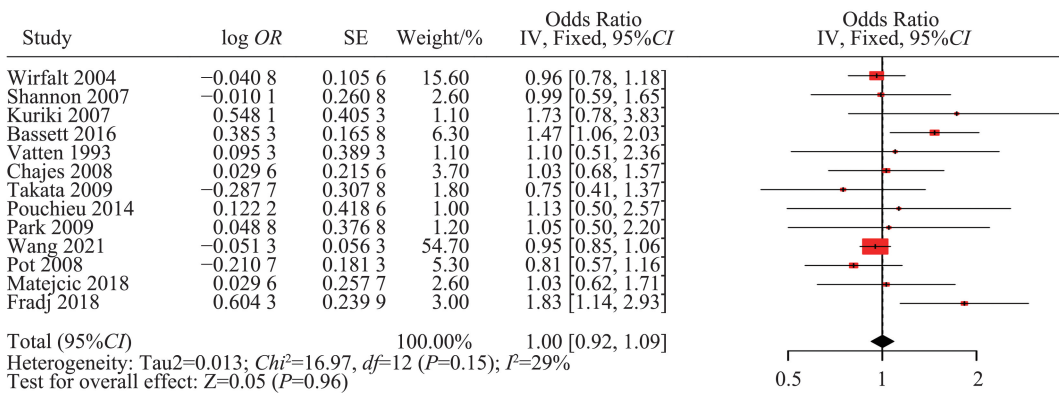 Odds Ratio Odds Ratio
Study log OR SE Weight/% IV, Fixed, 95%CI IV, Fixed, 95%CI
Wirfalt 2004 −0.040 8 0.105 6 15.60 0.96 [0.78, 1.18]
Shannon 2007 −0.010 1 0.260 8 2.60 0.99 [0.59, 1.65]
Kuriki 2007 0.548 1 0.405 3 1.10 1.73 [0.78, 3.83]
Bassett 2016 0.385 3 0.165 8 6.30 1.47 [1.06, 2.03]
Vatten 1993 0.095 3 0.389 3 1.10 1.10 [0.51, 2.36]
Chajes 2008 0.029 6 0.215 6 3.70 1.03 [0.68, 1.57]
Takata 2009 −0.287 7 0.307 8 1.80 0.75 [0.41, 1.37]
Pouchieu 2014 0.122 2 0.418 6 1.00 1.13 [0.50, 2.57]
Park 2009 0.048 8 0.376 8 1.20 1.05 [0.50, 2.20]
Wang 2021 −0.051 3 0.056 3 54.70 0.95 [0.85, 1.06]
Pot 2008 −0.210 7 0.181 3 5.30 0.81 [0.57, 1.16]
Matejcic 2018 0.029 6 0.257 7 2.60 1.03 [0.62, 1.71]
Fradj 2018 0.604 3 0.239 9 3.00 1.83 [1.14, 2.93]
Total (95%CI) 100.00% 1.00 [0.92, 1.09]
Heterogeneity: Tau2=0.013; Chi²=16.97, df=12 (P=0.15); I²=29%
Test for overall effect: Z=0.05 (P=0.96)
0.5 1 2